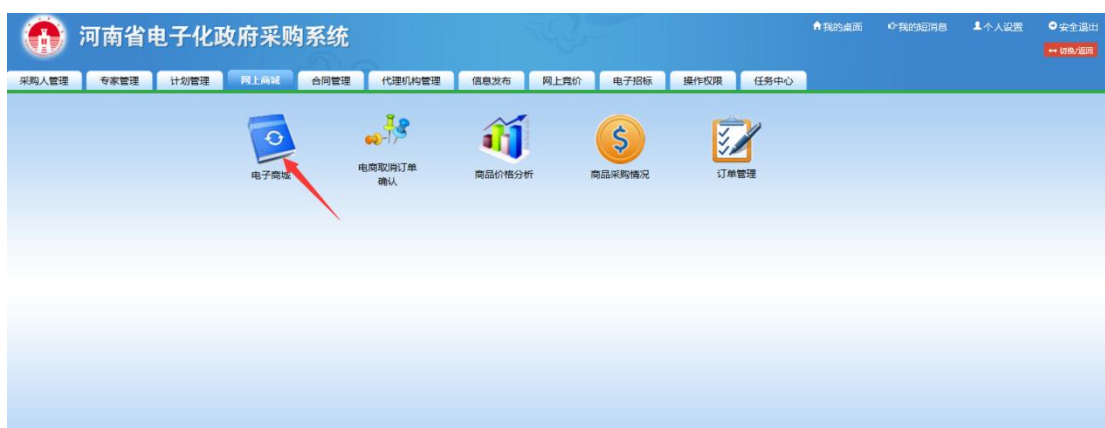 河南省电子化政府采购系统
我的桌面 我的短消息 个人设置 安全退出
切换/返回
采购人管理 专家管理 计划管理 网上商城 合同管理 代理机构管理 信息发布 网上竞价 电子招标 操作权限 任务中心
电子商城
电商取消订单
确认
商品价格分析
商品采购情况
订单管理